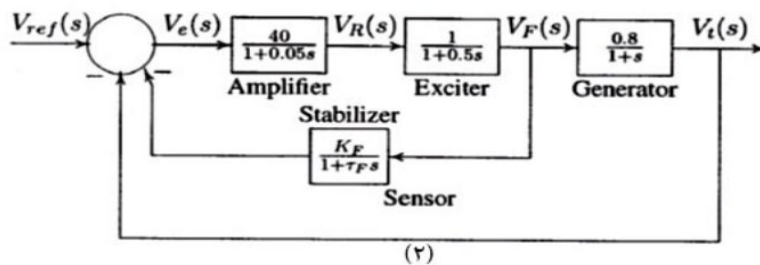 V_ref(s) V_e(s) 40/(1+0.05s) V_R(s) 1/(1+0.5s) V_F(s) 0.8/(1+s) V_t(s)
− −
Amplifier Exciter Generator
Stabilizer
K_F/(1+τ_F s)
Sensor
(۲)